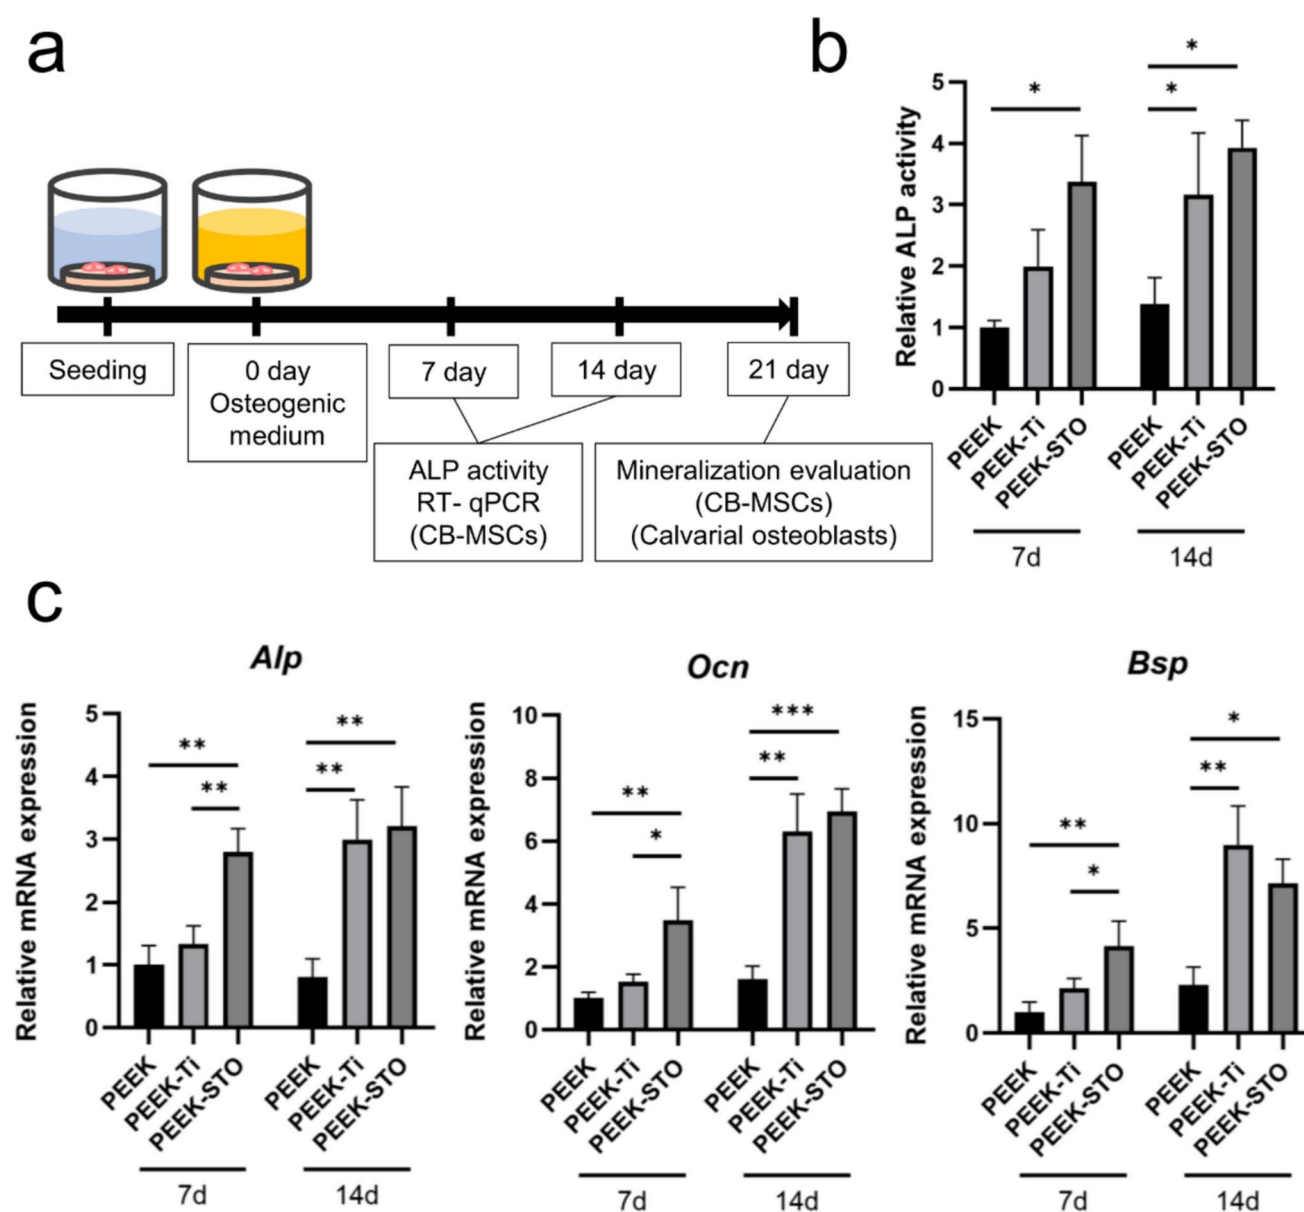 a
Seeding
0 day
Osteogenic
medium
7 day
14 day
21 day
ALP activity
RT- qPCR
(CB-MSCs)
Mineralization evaluation
(CB-MSCs)
(Calvarial osteoblasts)
b
Relative ALP activity
5
4
3
2
1
0
*
*
*
PEEK
PEEK-Ti
PEEK-STO
PEEK
PEEK-Ti
PEEK-STO
7d
14d
c
Alp
Relative mRNA expression
5
4
3
2
1
0
**
**
**
**
PEEK
PEEK-Ti
PEEK-STO
PEEK
PEEK-Ti
PEEK-STO
7d
14d
Ocn
Relative mRNA expression
10
8
6
4
2
0
***
**
**
*
PEEK
PEEK-Ti
PEEK-STO
PEEK
PEEK-Ti
PEEK-STO
7d
14d
Bsp
Relative mRNA expression
15
10
5
0
*
**
**
*
PEEK
PEEK-Ti
PEEK-STO
PEEK
PEEK-Ti
PEEK-STO
7d
14d